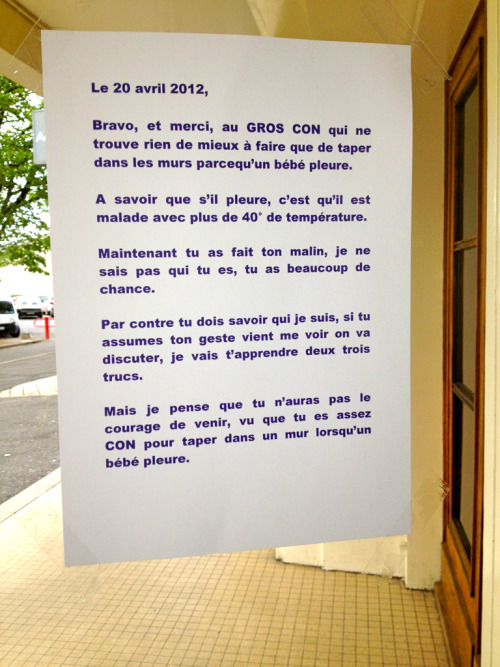 Le 20 avril 2012,
Bravo, et merci, au GROS CON qui ne
trouve rien de mieux à faire que de taper
dans les murs parcequ'un bébé pleure.
A savoir que s'il pleure, c'est qu'il est
malade avec plus de 40° de température.
Maintenant tu as fait ton malin, je ne
sais pas qui tu es, tu as beaucoup de
chance.
Par contre tu dois savoir qui je suis, si tu
assumes ton geste vient me voir on va
discuter, je vais t'apprendre deux trois
trucs.
Mais je pense que tu n'auras pas le
courage de venir, vu que tu es assez
CON pour taper dans un mur lorsqu'un
bébé pleure.